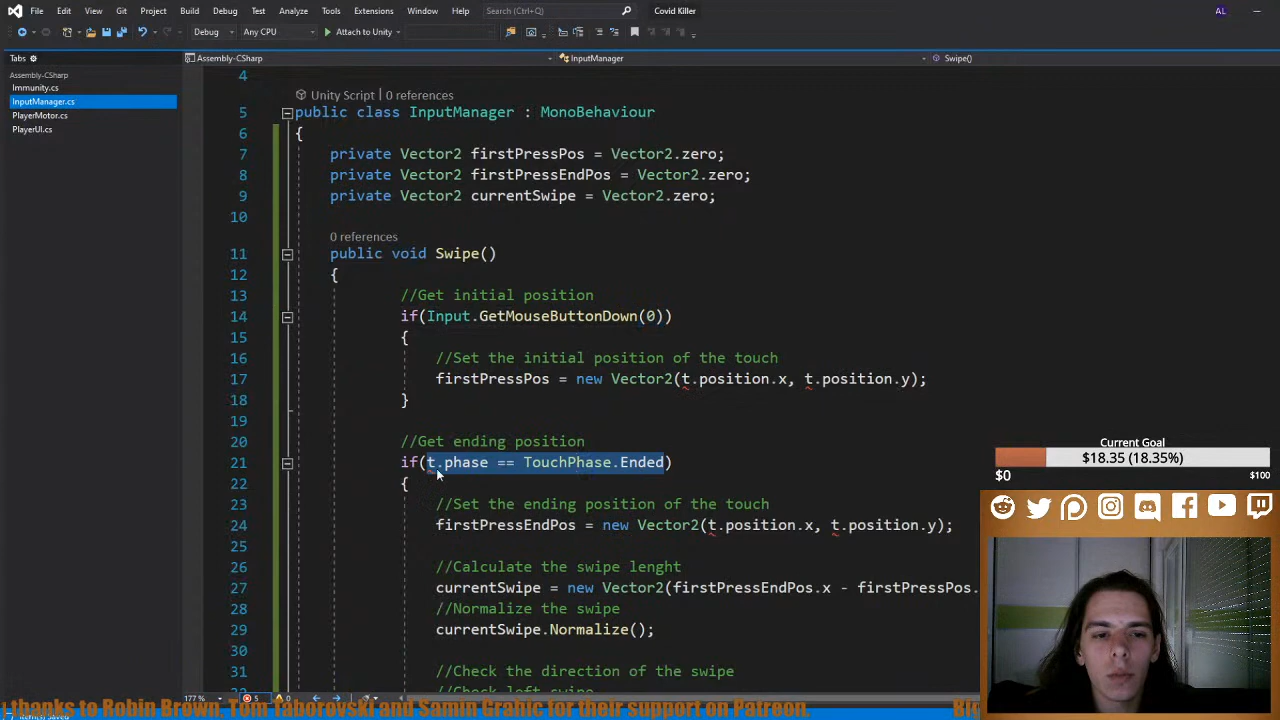 File Edit View Git Project Build Debug Test Analyze Tools Extensions Window Help Search (Ctrl+Q) Covid Killer AL
Debug Any CPU Attach to Unity
Tabs
Assembly-CSharp InputManager Swipe()
Assembly-CSharp
Immunity.cs
InputManager.cs
PlayerMotor.cs
PlayerUI.cs
4
Unity Script | 0 references
5 public class InputManager : MonoBehaviour
6 {
7 private Vector2 firstPressPos = Vector2.zero;
8 private Vector2 firstPressEndPos = Vector2.zero;
9 private Vector2 currentSwipe = Vector2.zero;
10
0 references
11 public void Swipe()
12 {
13 //Get initial position
14 if(Input.GetMouseButtonDown(0))
15 {
16 //Set the initial position of the touch
17 firstPressPos = new Vector2(t.position.x, t.position.y);
18 }
19
20 //Get ending position
21 if(t.phase == TouchPhase.Ended)
22 {
23 //Set the ending position of the touch
24 firstPressEndPos = new Vector2(t.position.x, t.position.y);
25
26 //Calculate the swipe lenght
27 currentSwipe = new Vector2(firstPressEndPos.x - firstPressPos.
28 //Normalize the swipe
29 currentSwipe.Normalize();
30
31 //Check the direction of the swipe
32 //Check left swipe
Current Goal
$18.35 (18.35%)
$0 $100
177 % 5 0
thanks to Robin Brown, Tom Taborovski and Samin Grahic for their support on Patreon.